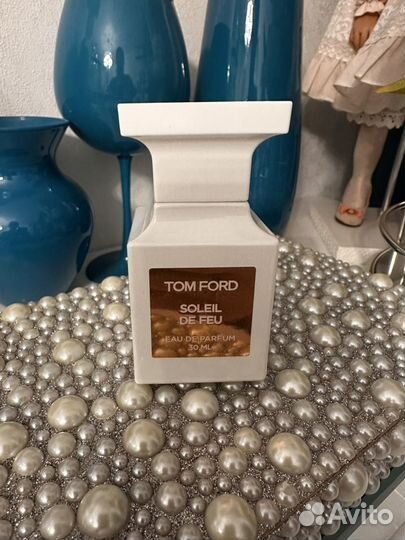 TOM FORD
SOLEIL
DE FEU
EAU DE PARFUM
30 ML
Avito